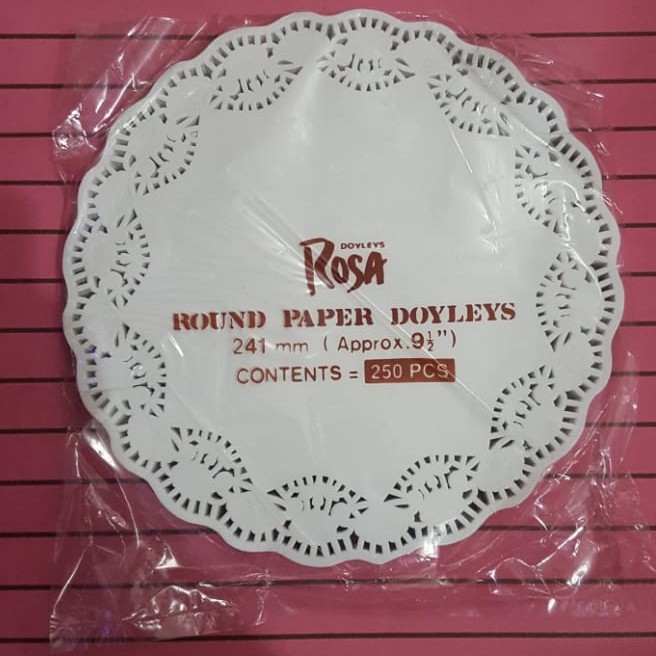 DOYLEYS
ROSA
ROUND PAPER DOYLEYS
241 mm ( Approx.9½")
CONTENTS = 250 PCS